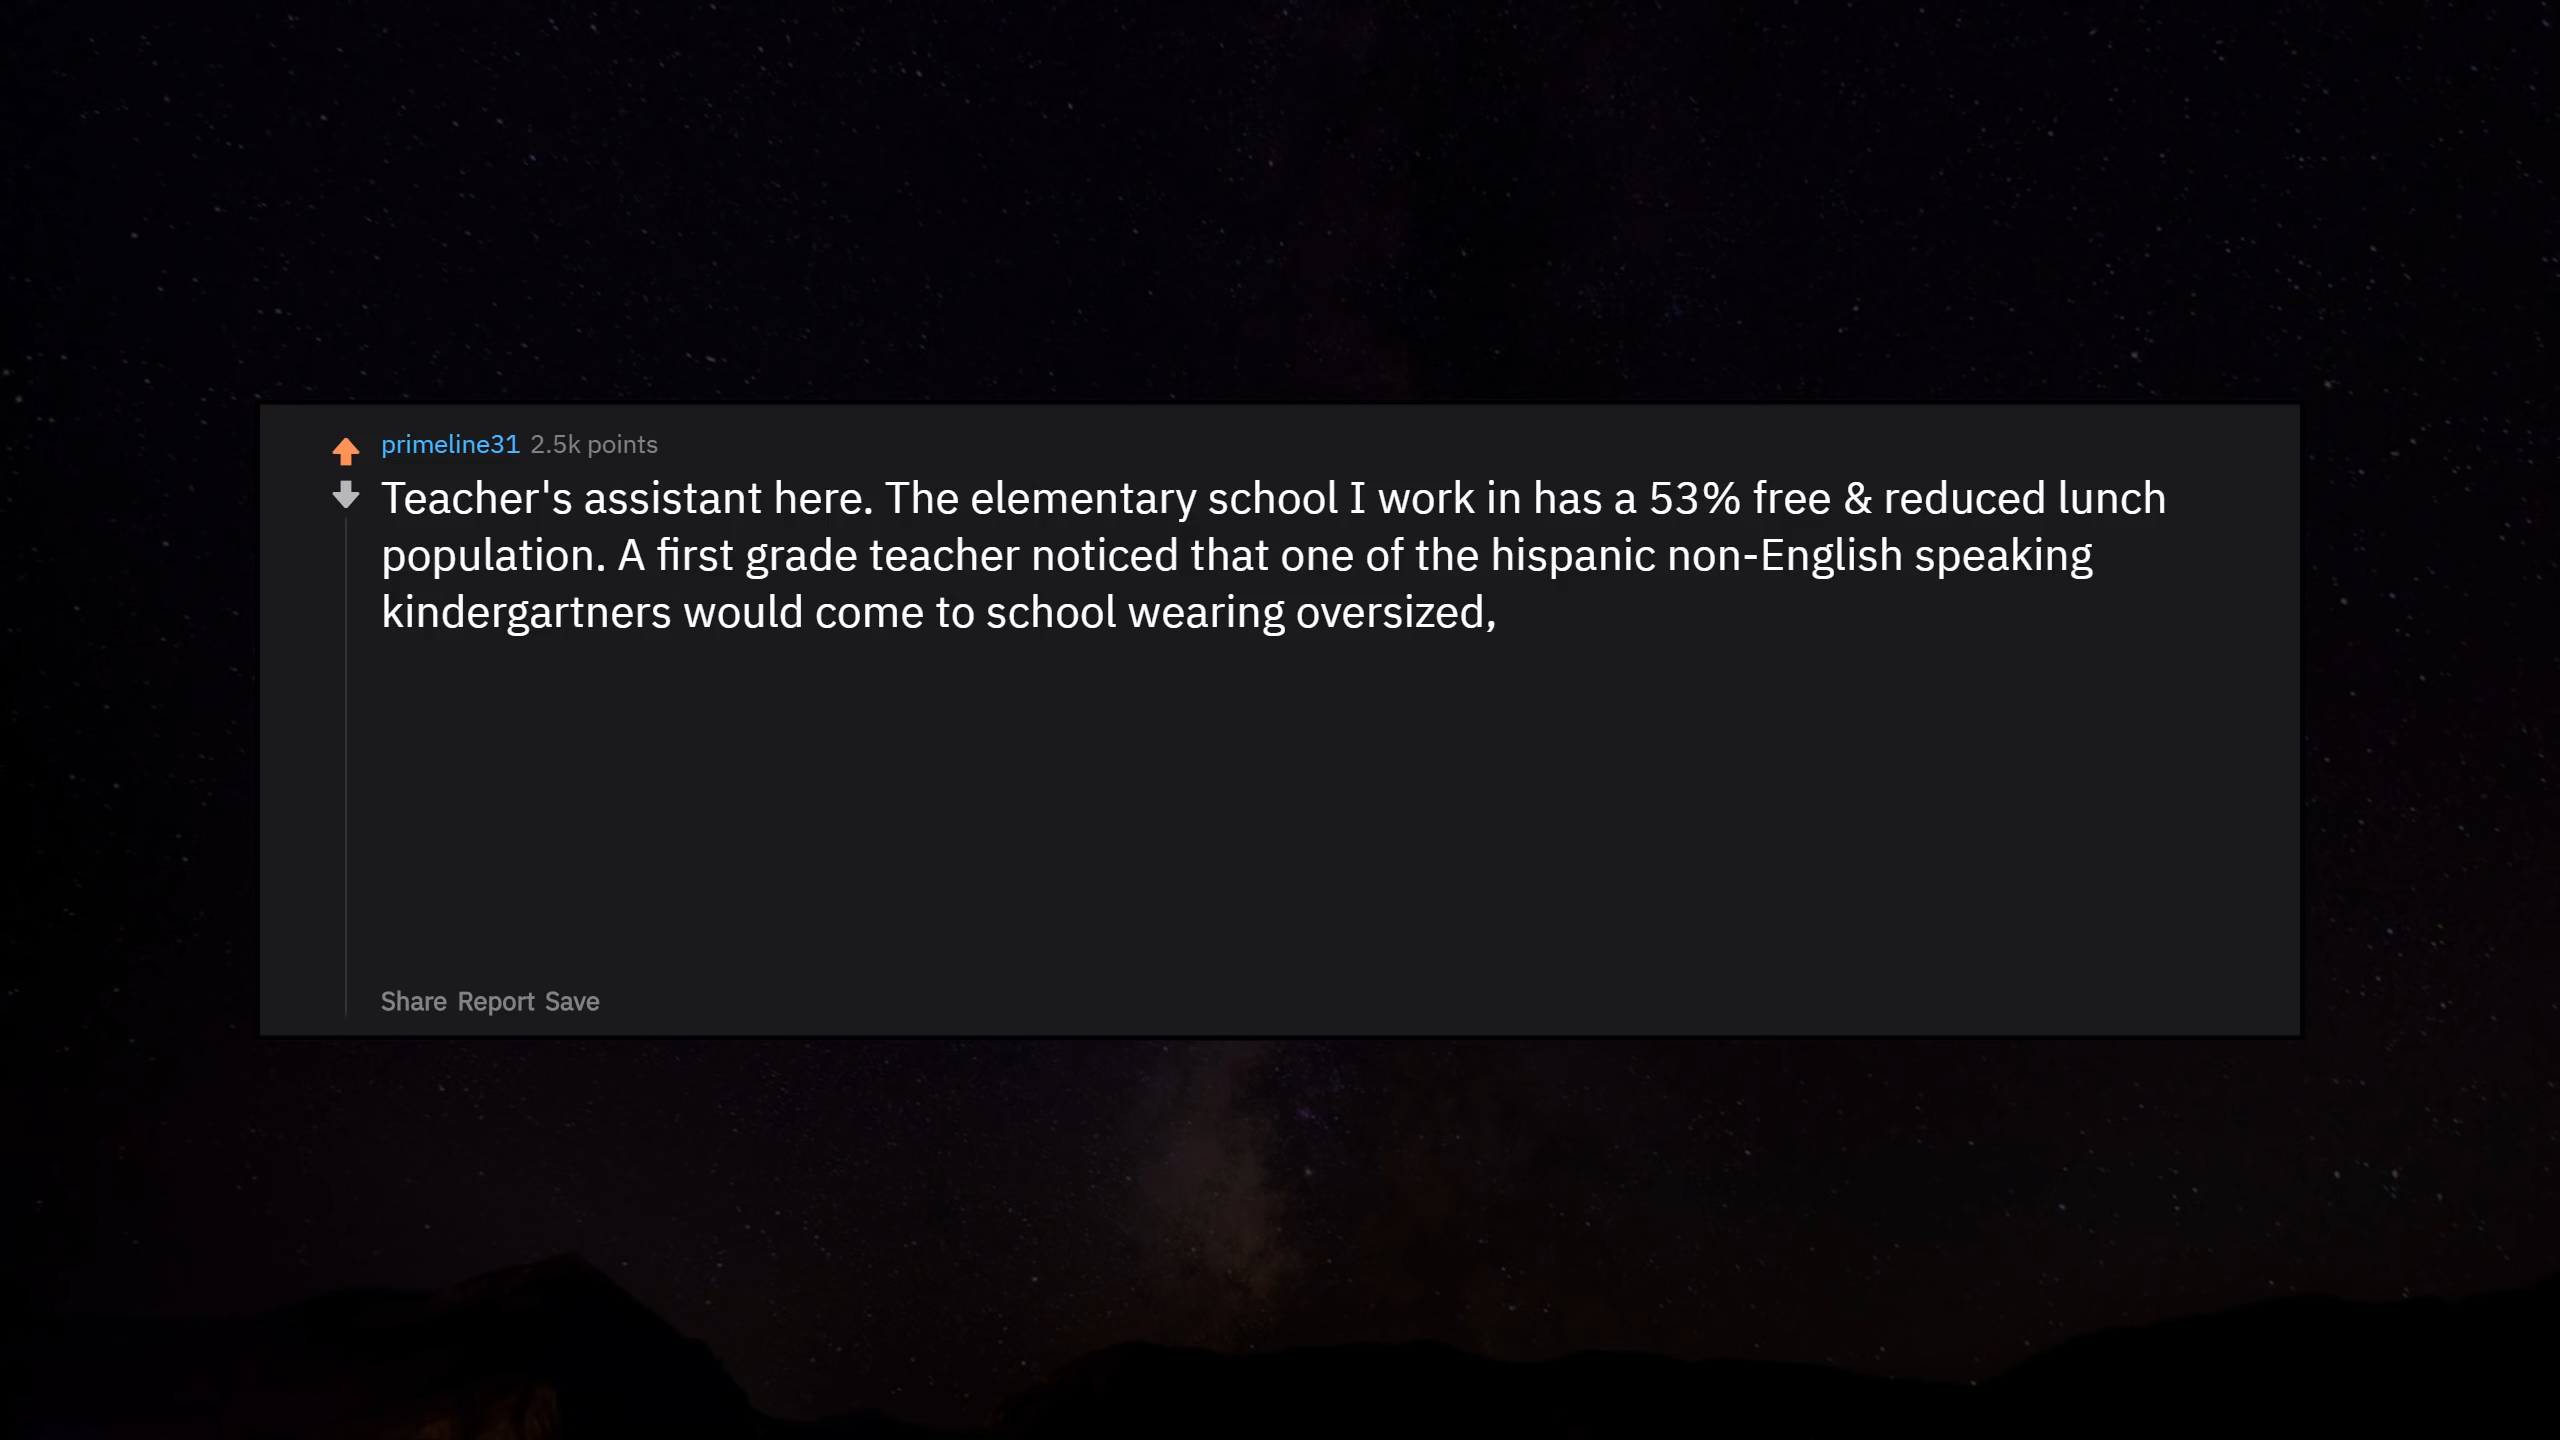 primeline31 2.5k points
Teacher's assistant here. The elementary school I work in has a 53% free & reduced lunch
population. A first grade teacher noticed that one of the hispanic non-English speaking
kindergartners would come to school wearing oversized,
Share Report Save